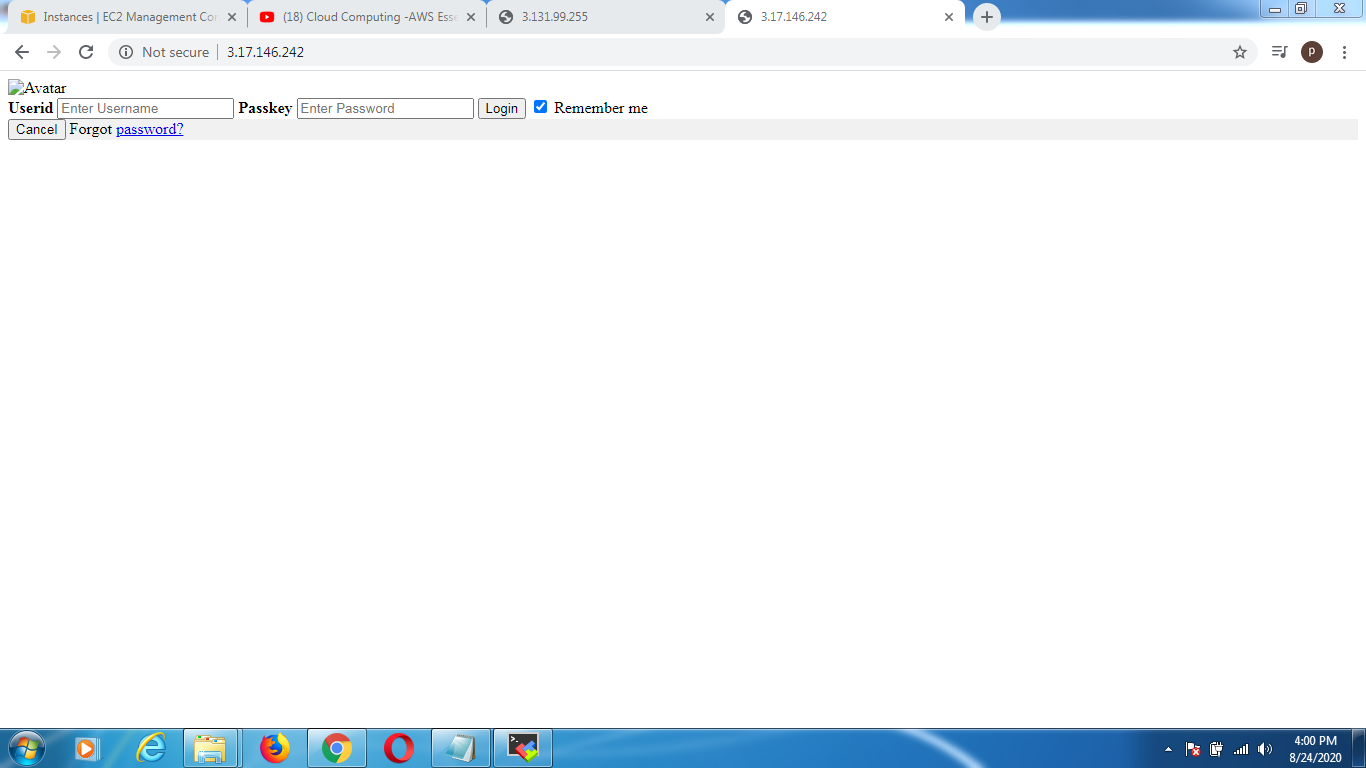 Instances | EC2 Management Con
(18) Cloud Computing -AWS Esse
3.131.99.255
3.17.146.242
Not secure
3.17.146.242
P
Avatar
Userid Enter Username Passkey Enter Password Login Remember me
Cancel Forgot password?
4:00 PM
8/24/2020